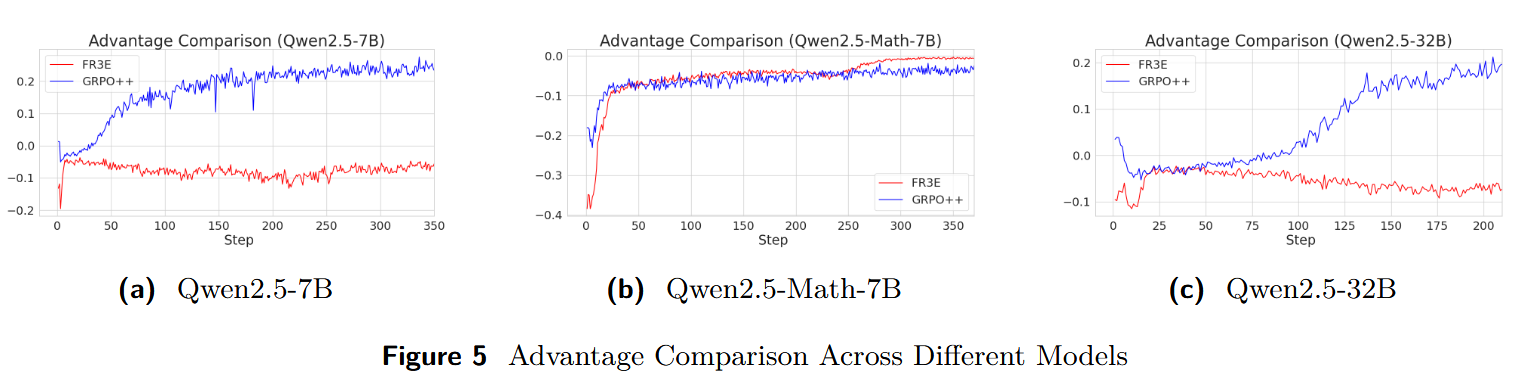 Advantage Comparison (Qwen2.5-7B)
FR3E
GRPO++
0.2
0.1
0.0
−0.1
−0.2
0 50 100 150 200 250 300 350
Step
(a) Qwen2.5-7B
Advantage Comparison (Qwen2.5-Math-7B)
0.0
−0.1
−0.2
−0.3
−0.4
FR3E
GRPO++
0 50 100 150 200 250 300 350
Step
(b) Qwen2.5-Math-7B
Advantage Comparison (Qwen2.5-32B)
FR3E
GRPO++
0.2
0.1
0.0
−0.1
0 25 50 75 100 125 150 175 200
Step
(c) Qwen2.5-32B
Figure 5 Advantage Comparison Across Different Models